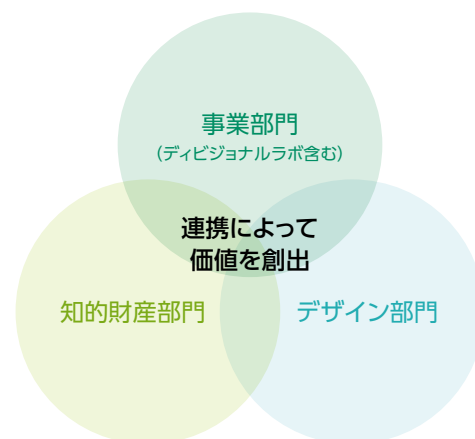 事業部門
(ディビジョナルラボ含む)
連携によって
価値を創出
知的財産部門
デザイン部門